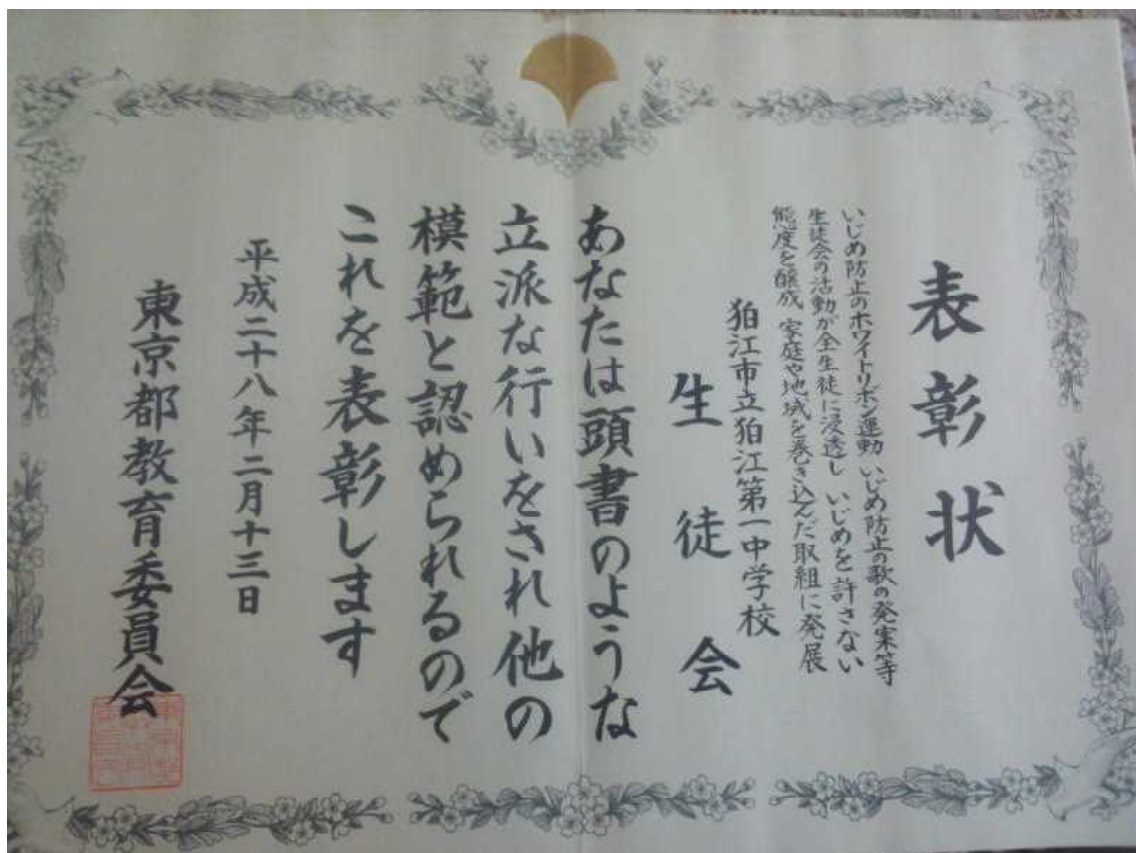 表彰状
いじめ防止のホワイトリボン運動 いじめ防止の歌の発案等
生徒会の活動が全生徒に浸透し いじめを許さない
態度を醸成 家庭や地域を巻き込んだ取組に発展
狛江市立狛江第一中学校
生徒会
あなたは頭書のような
立派な行いをされ他の
模範と認められるので
これを表彰します
平成二十八年二月十三日
東京都教育委員会